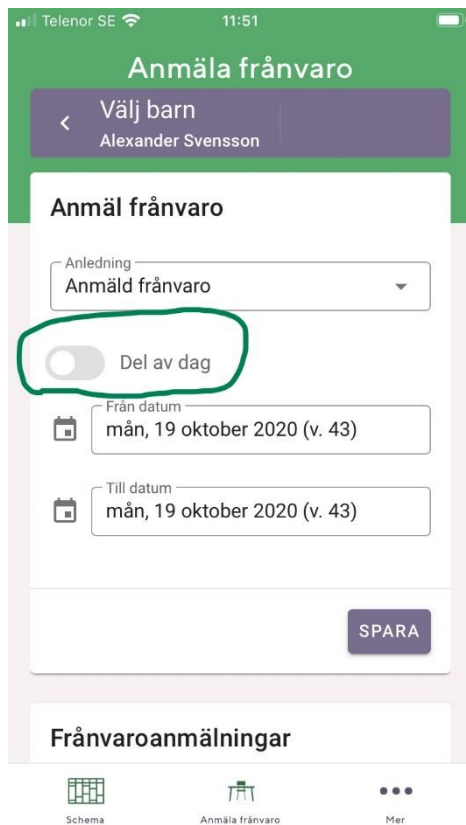 Telenor SE 11:51
Anmäla frånvaro
Välj barn
Alexander Svensson
Anmäl frånvaro
Anledning
Anmäld frånvaro
Del av dag
Från datum
mån, 19 oktober 2020 (v. 43)
Till datum
mån, 19 oktober 2020 (v. 43)
SPARA
Frånvaroanmälningar
Schema Anmäla frånvaro Mer